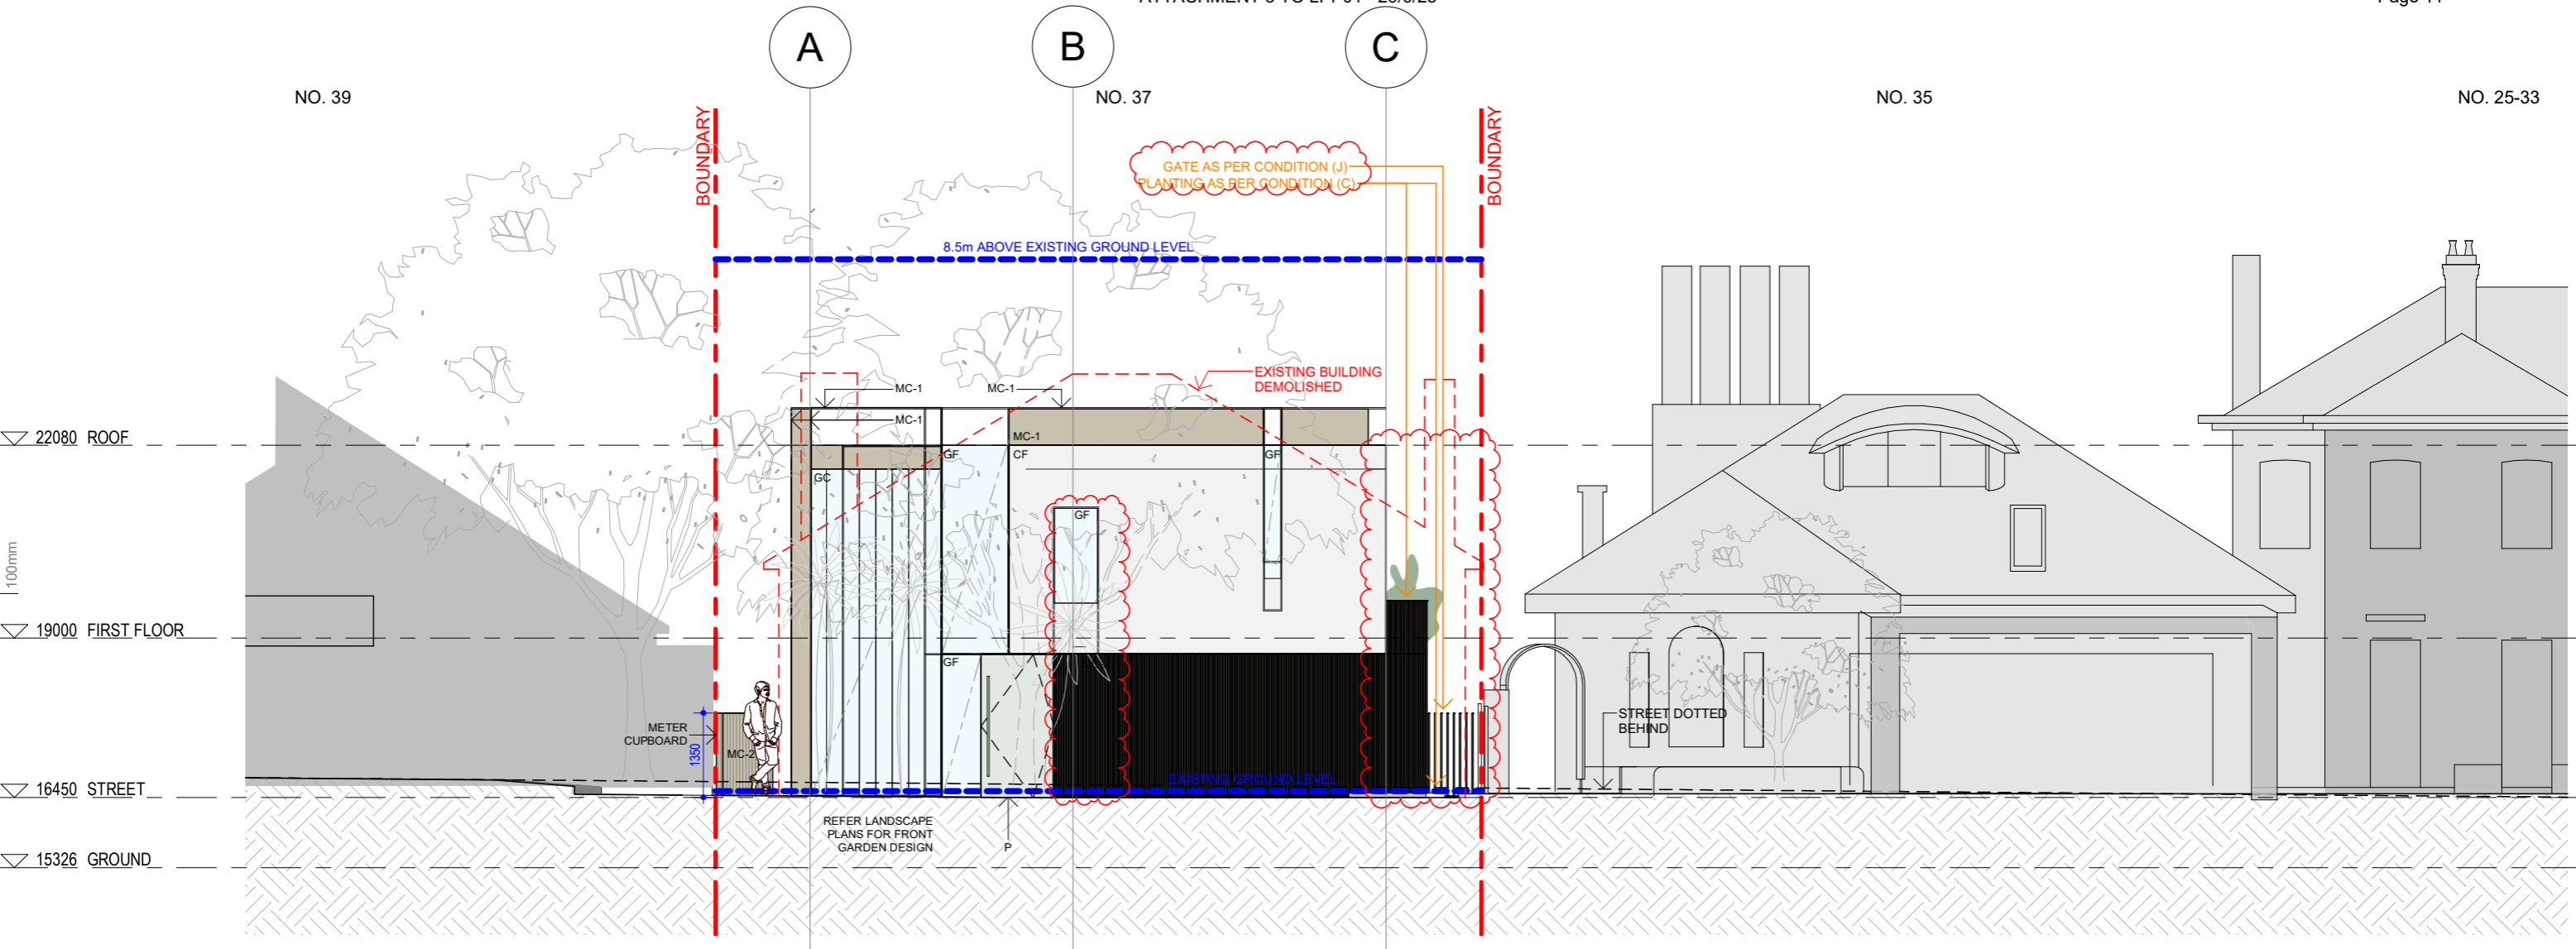 A
B
C
NO. 39
NO. 37
NO. 35
NO. 25-33
BOUNDARY
BOUNDARY
GATE AS PER CONDITION (J)
PLANTING AS PER CONDITION (C)
8.5m ABOVE EXISTING GROUND LEVEL
EXISTING BUILDING
DEMOLISHED
MC-1
MC-1
MC-1
MC-1
22080 ROOF
GF
CF
GF
GC
GF
100mm
19000 FIRST FLOOR
GF
METER
CUPBOARD
MC-2
1350
STREET DOTTED
BEHIND
EXISTING GROUND LEVEL
16450 STREET
REFER LANDSCAPE
PLANS FOR FRONT
GARDEN DESIGN
P
15326 GROUND